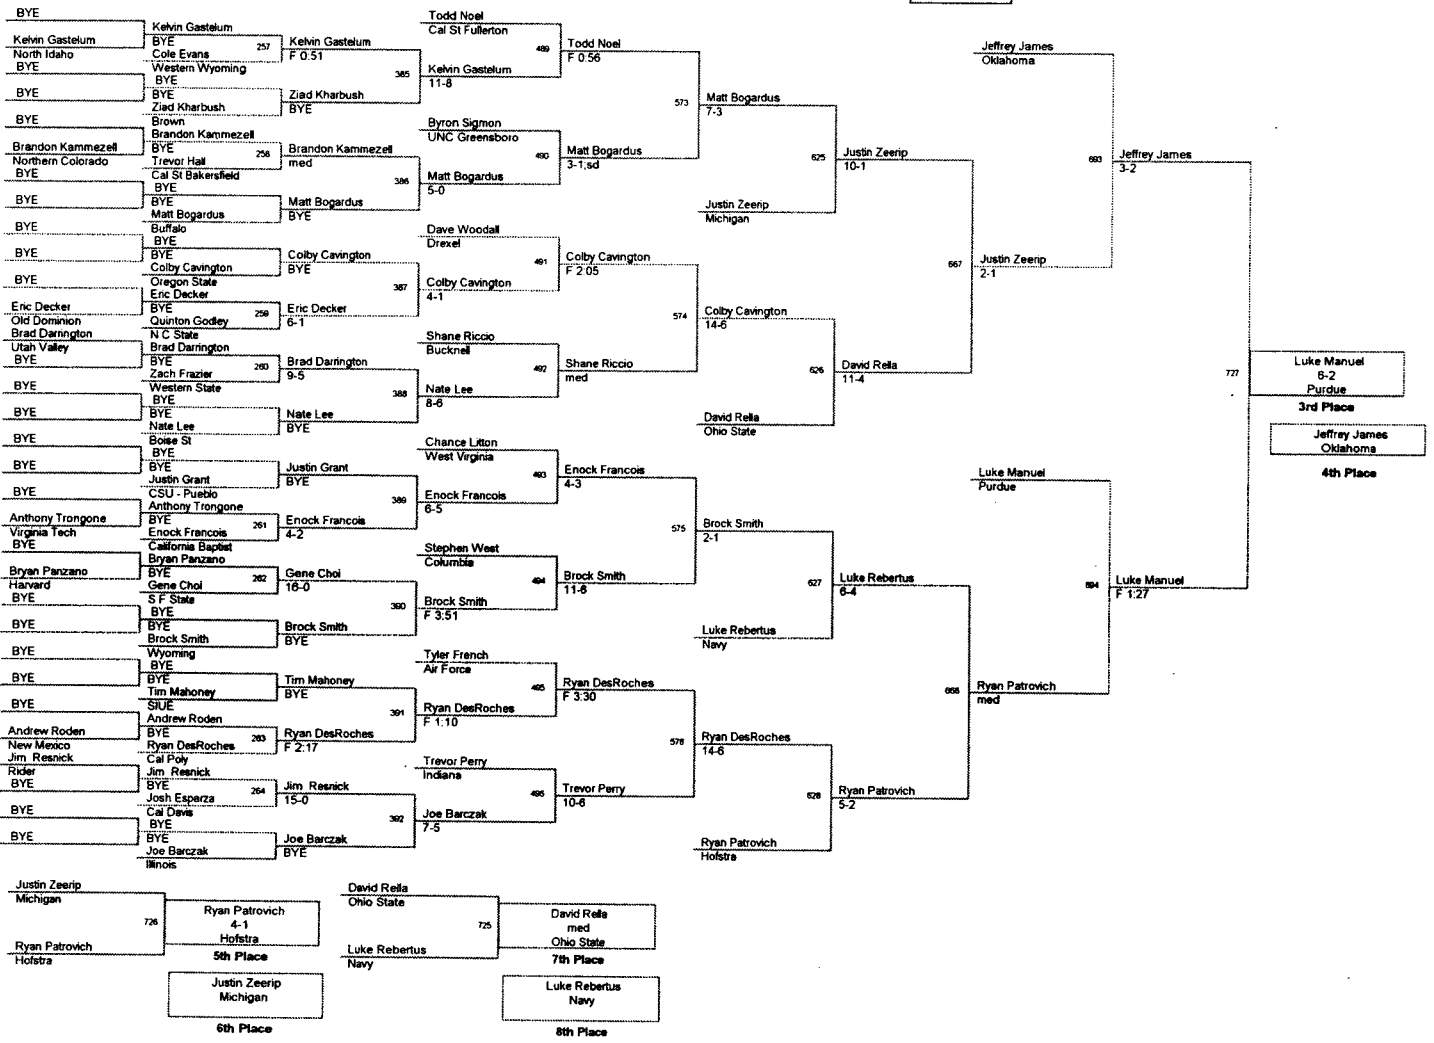 BYE
Kelvin Gastelum
North Idaho
BYE
BYE
BYE
Brandon Kammezell
Northern Colorado
BYE
BYE
BYE
BYE
BYE
Eric Decker
Old Dominion
Brad Darrington
Utah Valley
BYE
BYE
BYE
BYE
BYE
BYE
Anthony Trongone
Virginia Tech
BYE
Bryan Panzano
Harvard
BYE
BYE
BYE
BYE
BYE
Andrew Roden
New Mexico
Jim Resnick
Rider
BYE
BYE
BYE
Kelvin Gastelum
BYE
257
Cole Evans
Western Wyoming
BYE
Ziad Kharbush
Brown
Brandon Kammezell
BYE
258
Trevor Hall
Cal St Bakersfield
BYE
BYE
Matt Bogardus
Buffalo
BYE
BYE
Colby Cavington
Oregon State
Eric Decker
BYE
259
Quinton Godley
N C State
Brad Darrington
BYE
260
Zach Frazier
Western State
BYE
BYE
Nate Lee
Boise St
BYE
BYE
Justin Grant
CSU - Pueblo
Anthony Trongone
BYE
261
Enock Francois
California Baptist
Bryan Panzano
BYE
262
Gene Choi
S F State
BYE
BYE
Brock Smith
Wyoming
BYE
BYE
Tim Mahoney
SIUE
Andrew Roden
BYE
263
Ryan DesRoches
Cal Poly
Jim Resnick
BYE
264
Josh Esparza
Cal Davis
BYE
BYE
Joe Barczak
Illinois
Kelvin Gastelum
F 0:51
385
Ziad Kharbush
BYE
Brandon Kammezell
med
386
Matt Bogardus
BYE
Colby Cavington
BYE
387
Eric Decker
6-1
Brad Darrington
9-5
388
Nate Lee
BYE
Justin Grant
BYE
389
Enock Francois
4-2
Gene Choi
16-0
390
Brock Smith
BYE
Tim Mahoney
BYE
391
Ryan DesRoches
F 2:17
Jim Resnick
15-0
392
Joe Barczak
BYE
Todd Noel
Cal St Fullerton
489
Kelvin Gastelum
11-8
Byron Sigmon
UNC Greensboro
490
Matt Bogardus
5-0
Dave Woodall
Drexel
491
Colby Cavington
4-1
Shane Riccio
Bucknell
492
Nate Lee
8-6
Chance Litton
West Virginia
493
Enock Francois
6-5
Stephen West
Columbia
494
Brock Smith
F 3:51
Tyler French
Air Force
495
Ryan DesRoches
F 1:10
Trevor Perry
Indiana
496
Joe Barczak
7-5
Todd Noel
F 0:56
573
Matt Bogardus
3-1,sd
Colby Cavington
F 2:05
574
Shane Riccio
med
Enock Francois
4-3
575
Brock Smith
11-6
Ryan DesRoches
F 3:30
576
Trevor Perry
10-6
Matt Bogardus
7-3
625
Justin Zeerip
Michigan
Colby Cavington
14-6
626
David Rella
Ohio State
Brock Smith
2-1
627
Luke Rebertus
Navy
Ryan DesRoches
14-6
628
Ryan Patrovich
Hofstra
Justin Zeerip
10-1
667
David Rella
11-4
Luke Rebertus
6-4
668
Ryan Patrovich
5-2
Jeffrey James
Oklahoma
693
Justin Zeerip
2-1
Luke Manuel
Purdue
694
Ryan Patrovich
med
Jeffrey James
3-2
727
Luke Manuel
F 1:27
Luke Manuel
6-2
Purdue
3rd Place
Jeffrey James
Oklahoma
4th Place
Justin Zeerip
Michigan
726
Ryan Patrovich
Hofstra
Ryan Patrovich
4-1
Hofstra
5th Place
Justin Zeerip
Michigan
6th Place
David Rella
Ohio State
725
Luke Rebertus
Navy
David Rella
med
Ohio State
7th Place
Luke Rebertus
Navy
8th Place